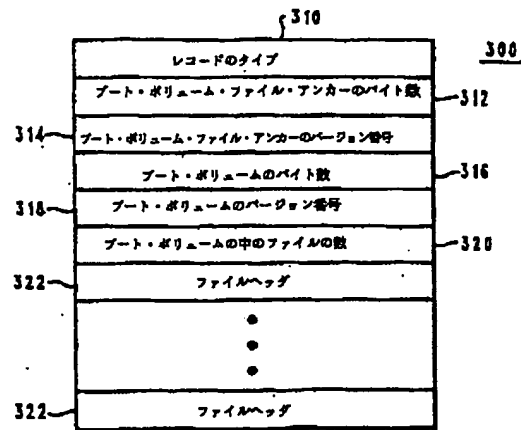 310
300
レコードのタイプ
ブート・ボリューム・ファイル・アンカーのバイト数
312
314
ブート・ボリューム・ファイル・アンカーのバージョン番号
ブート・ボリュームのバイト数
316
318
ブート・ボリュームのバージョン番号
ブート・ボリュームの中のファイルの数
320
322
ファイルヘッダ
322
ファイルヘッダ